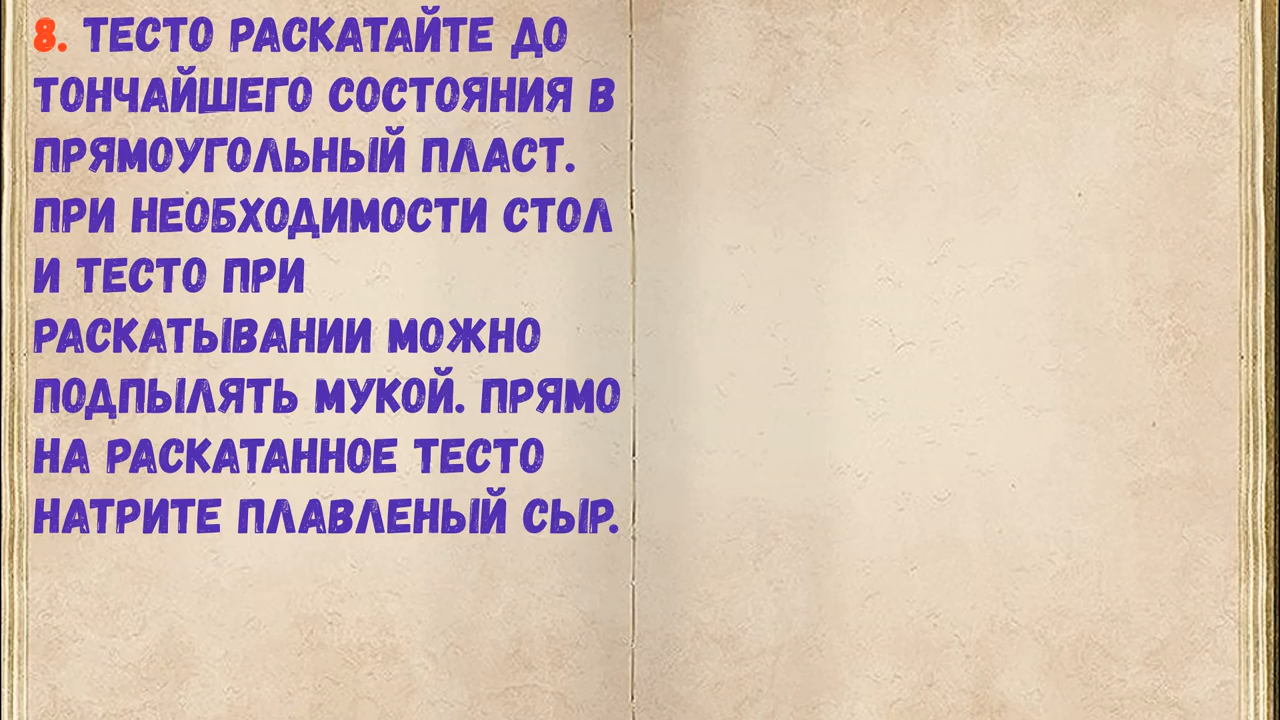 8. ТЕСТО РАСКАТАЙТЕ ДО
ТОНЧАЙШЕГО СОСТОЯНИЯ В
ПРЯМОУГОЛЬНЫЙ ПЛАСТ.
ПРИ НЕОБХОДИМОСТИ СТОЛ
И ТЕСТО ПРИ
РАСКАТЫВАНИИ МОЖНО
ПОДПЫЛЯТЬ МУКОЙ. ПРЯМО
НА РАСКАТАННОЕ ТЕСТО
НАТРИТЕ ПЛАВЛЕНЫЙ СЫР.